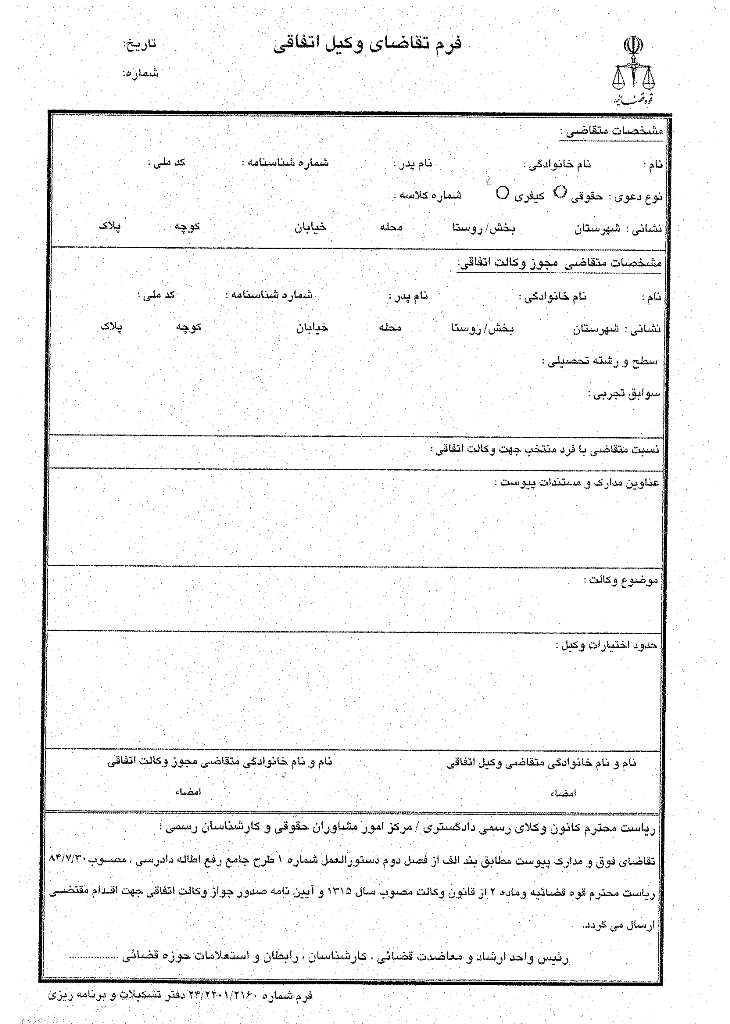 فرم تقاضای وکیل اتفاقی
تاریخ:
شماره:
قوه قضائیه
مشخصات متقاضی :
نام : نام خانوادگی : نام پدر : شماره شناسنامه : کد ملی :
نوع دعوی : حقوقی کیفری شماره کلاسه :
نشانی : شهرستان بخش/ روستا محله خیابان کوچه پلاک
مشخصات متقاضی مجوز وکالت اتفاقی:
نام : نام خانوادگی : نام پدر : شماره شناسنامه : کد ملی :
نشانی : شهرستان بخش/ روستا محله خیابان کوچه پلاک
سطح و رشته تحصیلی :
سوابق تجربی :
نسبت متقاضی با فرد منتخب جهت وکالت اتفاقی :
عناوین مدارک و مستندات پیوست :
موضوع وکالت :
حدود اختیارات وکیل :
نام و نام خانوادگی متقاضی وکیل اتفاقی نام و نام خانوادگی متقاضی مجوز وکالت اتفاقی
امضاء امضاء
ریاست محترم کانون وکلای رسمی دادگستری / مرکز امور مشاوران حقوقی و کارشناسان رسمی :
تقاضای فوق و مدارک پیوست مطابق بند الف از فصل دوم دستورالعمل شماره ۱ طرح جامع رفع اطاله دادرسی ، مصوب ۸۴/۷/۳۰
ریاست محترم قوه قضائیه وماده ۲ از قانون وکالت مصوب سال ۱۳۱۵ و آیین نامه صدور جواز وکالت اتفاقی جهت اقدام مقتضی
ارسال می گردد.
رئیس واحد ارشاد و معاضدت قضائی ، کارشناسان ، رابطان و استعلامات حوزه قضائی ..................
فرم شماره ۲۴/۲۴۰۱/۲۱۶۰ دفتر تشکیلات و برنامه ریزی